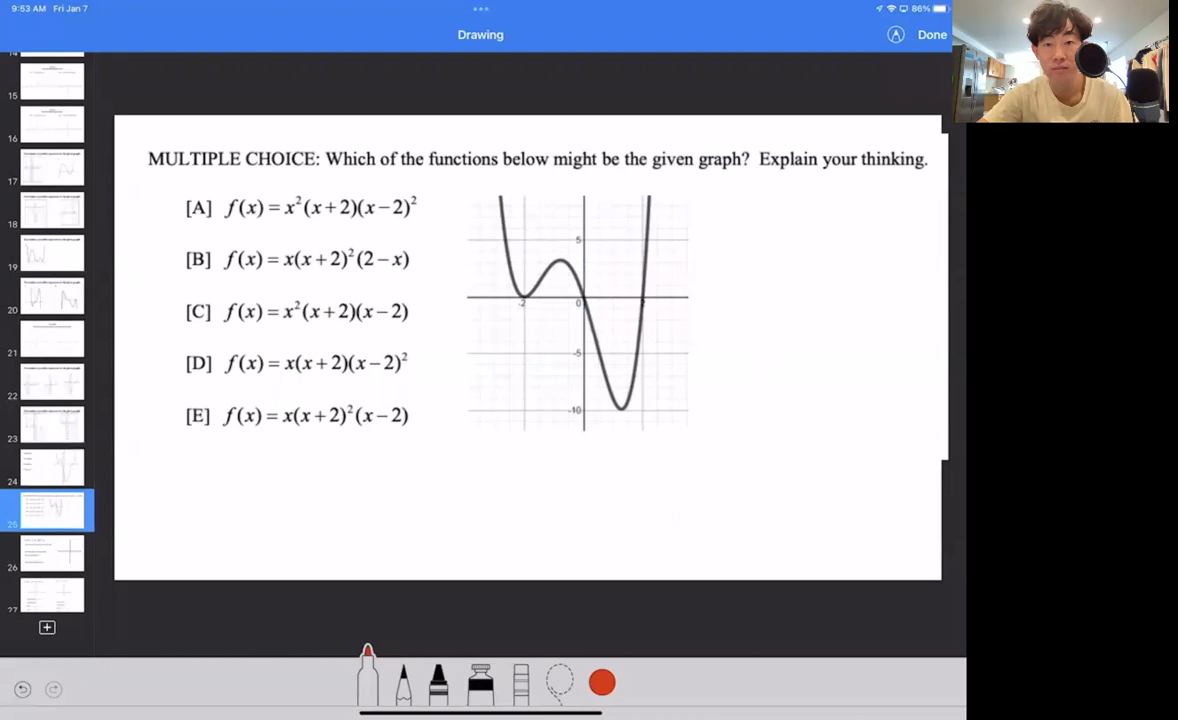 9:53 AM Fri Jan 7
86%
Drawing
Done
15
16
17
18
19
20
21
22
23
24
25
26
27
MULTIPLE CHOICE: Which of the functions below might be the given graph? Explain your thinking.
[A] f(x) = x²(x+2)(x−2)²
[B] f(x) = x(x+2)²(2−x)
[C] f(x) = x²(x+2)(x−2)
[D] f(x) = x(x+2)(x−2)²
[E] f(x) = x(x+2)²(x−2)
5
-2
0
-5
-10